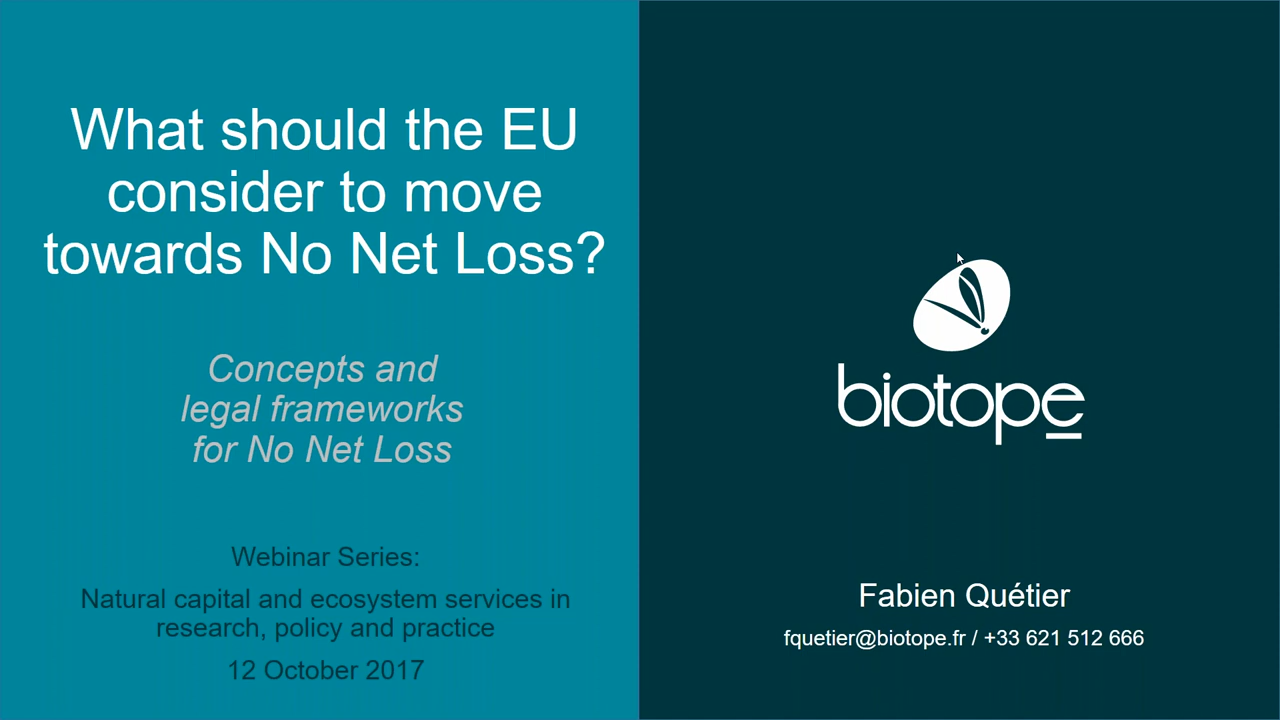 What should the EU
consider to move
towards No Net Loss?
Concepts and
legal frameworks
for No Net Loss
Webinar Series:
Natural capital and ecosystem services in
research, policy and practice
12 October 2017
biotope
Fabien Quétier
fquetier@biotope.fr / +33 621 512 666